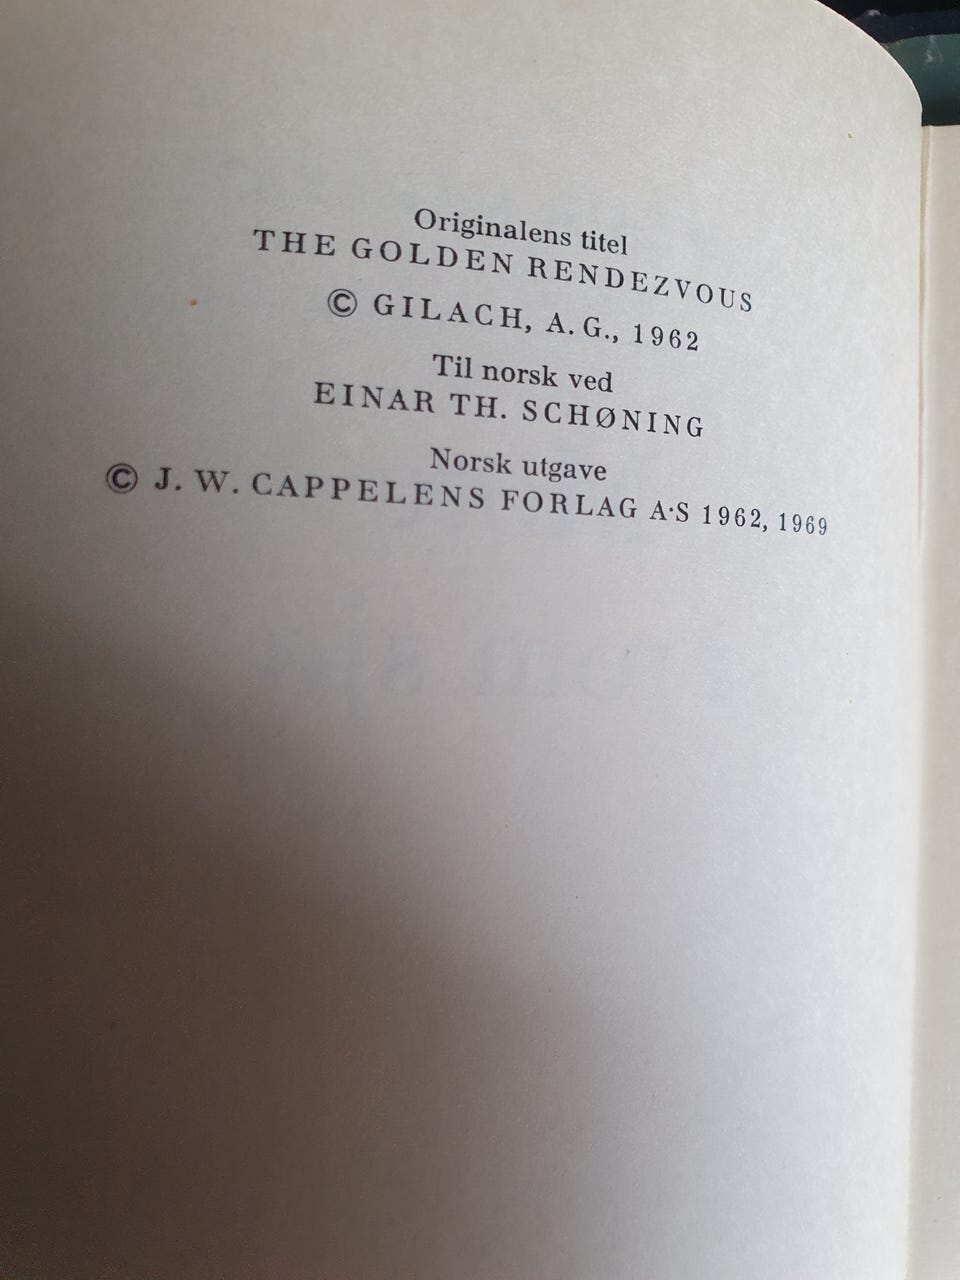 Originalens titel
THE GOLDEN RENDEZVOUS
© GILACH, A. G., 1962
Til norsk ved
EINAR TH. SCHØNING
Norsk utgave
© J. W. CAPPELENS FORLAG A·S 1962, 1969